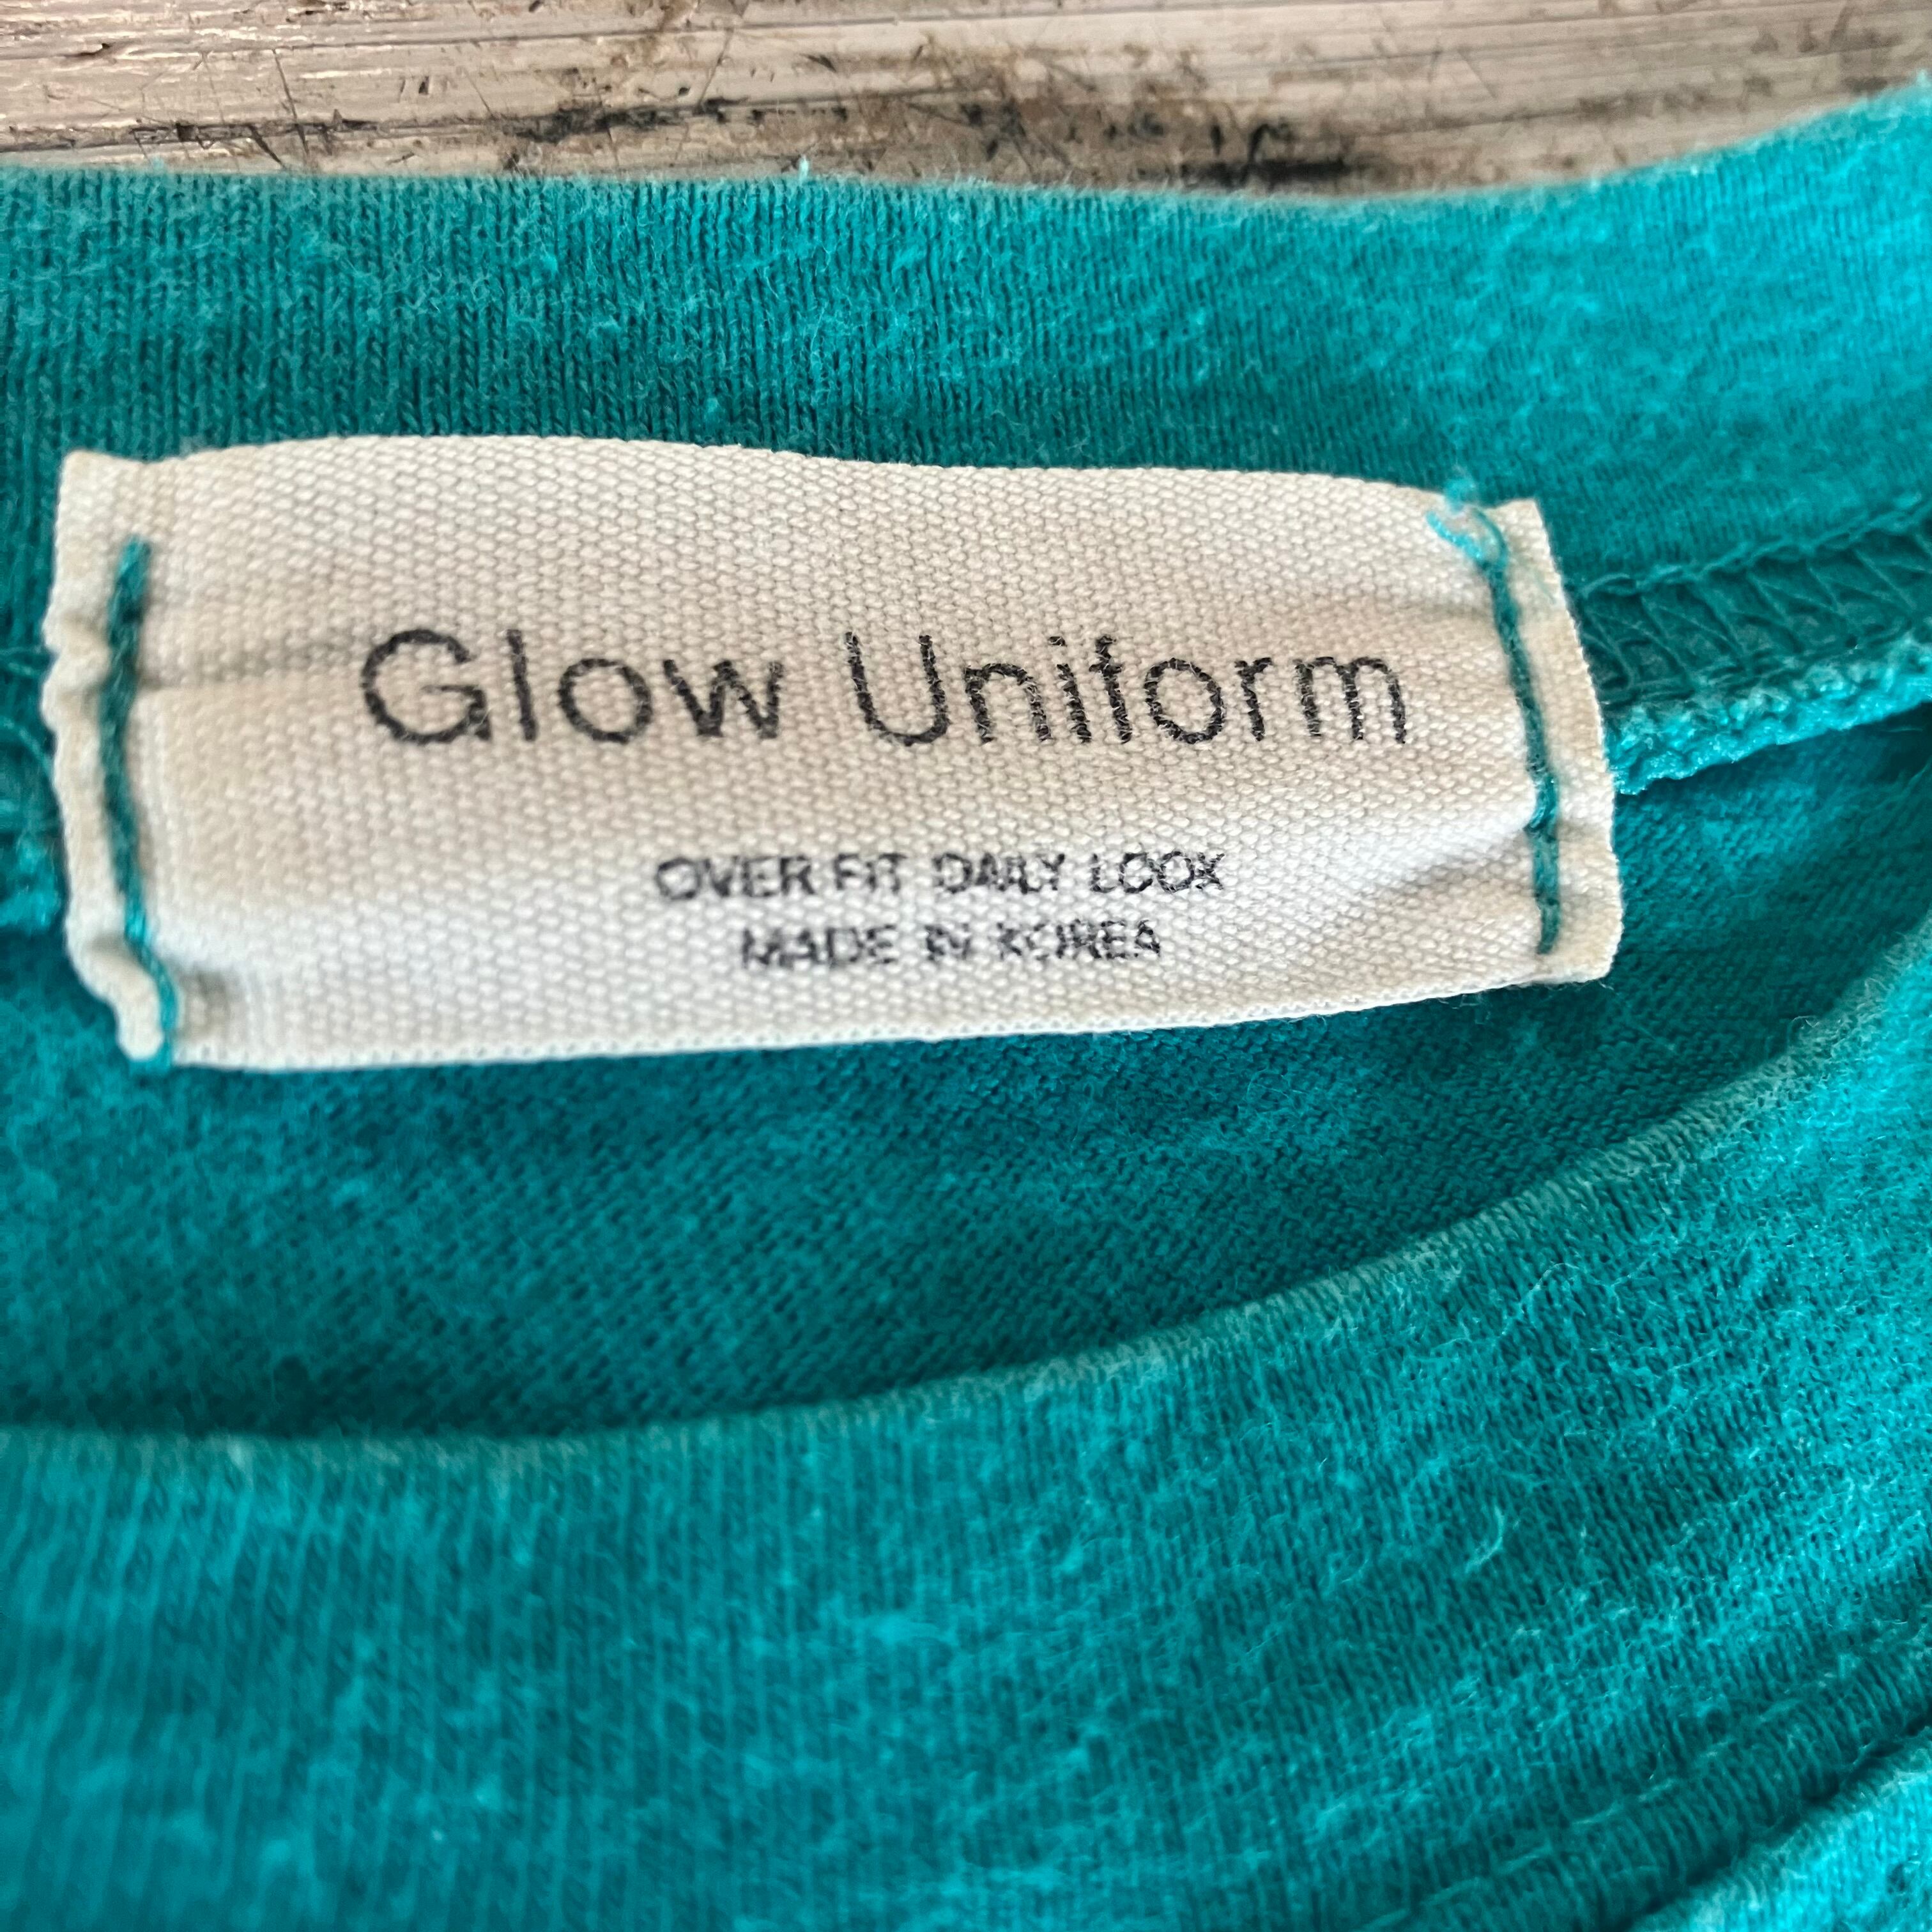 Glow Uniform
OVER FIT DAILY LOOK
MADE IN KOREA